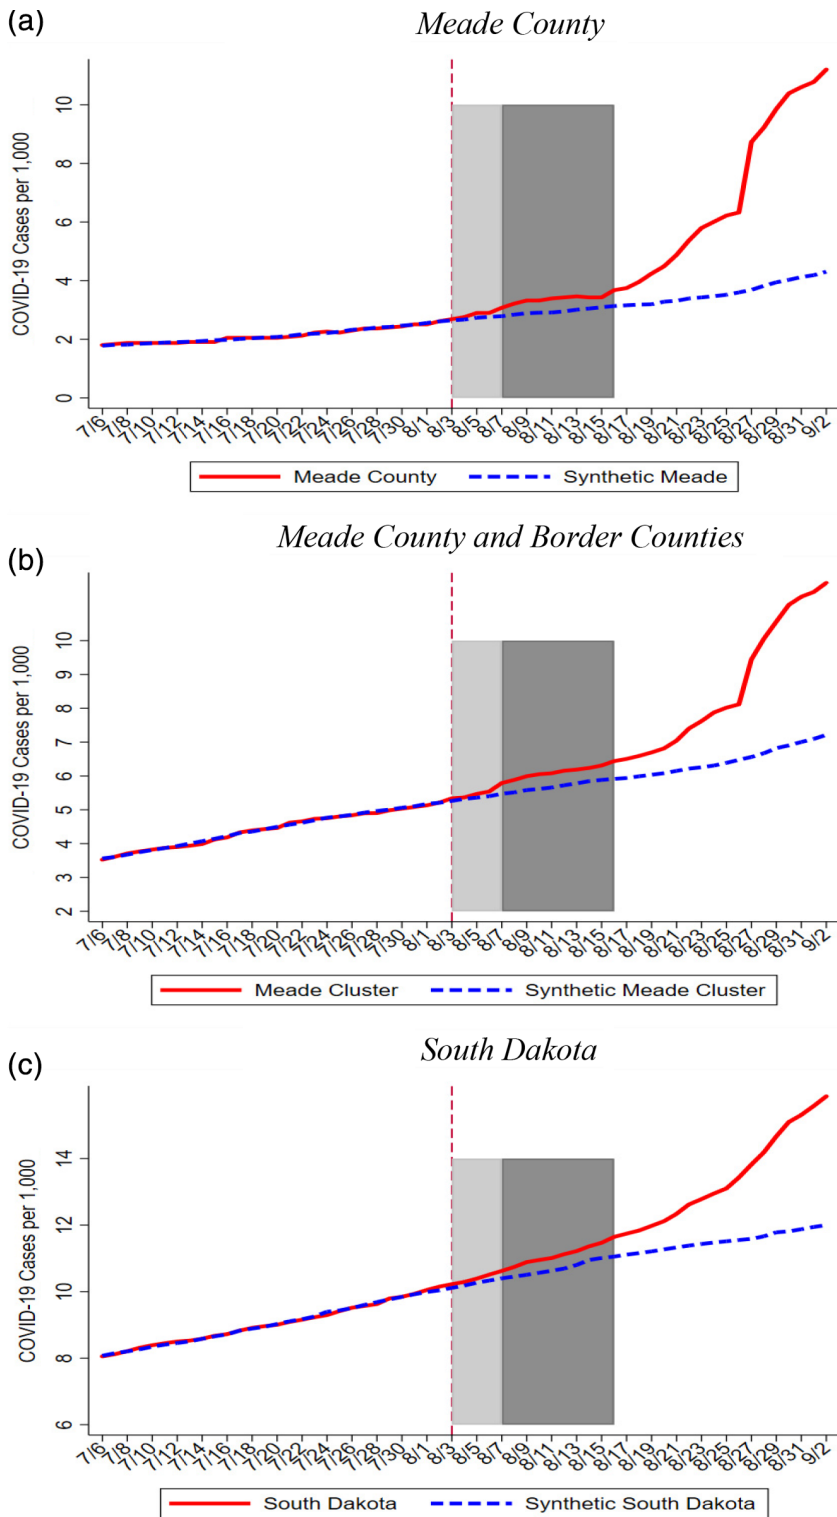 (a)
Meade County
COVID-19 Cases per 1,000
10
8
6
4
2
0
7/6 7/8 7/10 7/12 7/14 7/16 7/18 7/20 7/22 7/24 7/26 7/28 7/30 8/1 8/3 8/5 8/7 8/9 8/11 8/13 8/15 8/17 8/19 8/21 8/23 8/25 8/27 8/29 8/31 9/2
Meade County Synthetic Meade
(b)
Meade County and Border Counties
COVID-19 Cases per 1,000
10
9
8
7
6
5
4
3
2
7/6 7/8 7/10 7/12 7/14 7/16 7/18 7/20 7/22 7/24 7/26 7/28 7/30 8/1 8/3 8/5 8/7 8/9 8/11 8/13 8/15 8/17 8/19 8/21 8/23 8/25 8/27 8/29 8/31 9/2
Meade Cluster Synthetic Meade Cluster
(c)
South Dakota
COVID-19 Cases per 1,000
14
12
10
8
6
7/6 7/8 7/10 7/12 7/14 7/16 7/18 7/20 7/22 7/24 7/26 7/28 7/30 8/1 8/3 8/5 8/7 8/9 8/11 8/13 8/15 8/17 8/19 8/21 8/23 8/25 8/27 8/29 8/31 9/2
South Dakota Synthetic South Dakota